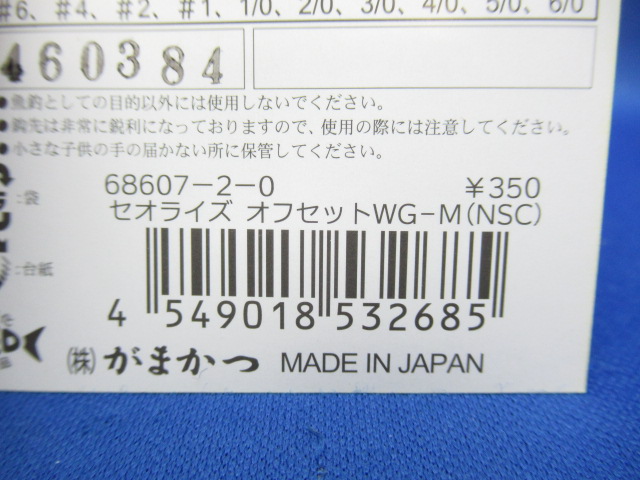 #6、#4、#2、#1、1/0、2/0、3/0、4/0、5/0、6/0
460384
●魚釣としての目的以外には使用しないでください。
●鈎先は非常に鋭利になっておりますので、使用の際には注意してください。
●小さな子供の手の届かない所に保管してください。
:袋
:台紙
68607-2-0 ¥350
セオライズ オフセットWG-M(NSC)
4 549018 532685
(株)がまかつ MADE IN JAPAN